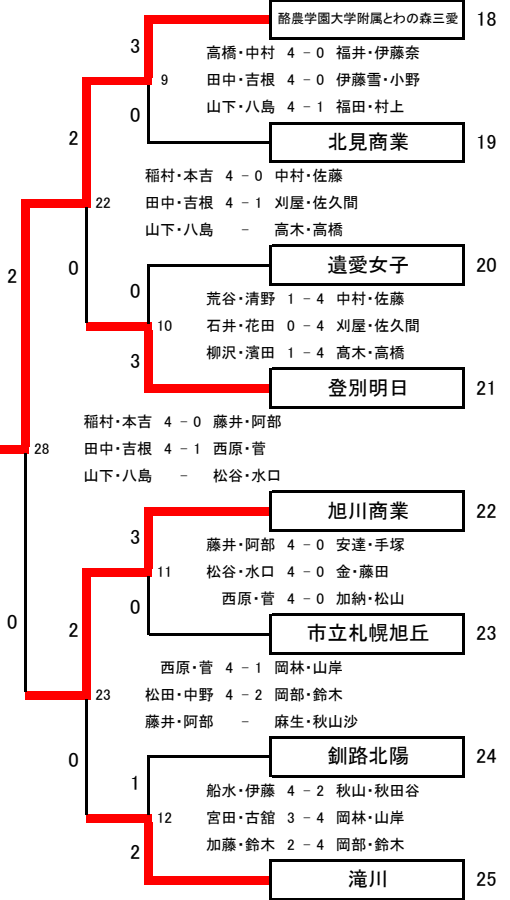 酪農学園大学附属とわの森三愛 18
3
高橋・中村 4 － 0 福井・伊藤奈
9 田中・吉根 4 － 0 伊藤雪・小野
山下・八島 4 － 1 福田・村上
0
北見商業 19
2
稲村・本吉 4 － 0 中村・佐藤
22 田中・吉根 4 － 1 刈屋・佐久間
山下・八島 － 高木・高橋
0
遺愛女子 20
2
0
荒谷・清野 1 － 4 中村・佐藤
10 石井・花田 0 － 4 刈屋・佐久間
柳沢・濱田 1 － 4 髙木・高橋
3
登別明日 21
稲村・本吉 4 － 0 藤井・阿部
28 田中・吉根 4 － 1 西原・菅
山下・八島 － 松谷・水口
旭川商業 22
3
藤井・阿部 4 － 0 安達・手塚
11 松谷・水口 4 － 0 金・藤田
西原・菅 4 － 0 加納・松山
0
0
2
市立札幌旭丘 23
西原・菅 4 － 1 岡林・山岸
23 松田・中野 4 － 2 岡部・鈴木
藤井・阿部 － 麻生・秋山沙
0
釧路北陽 24
1
船水・伊藤 4 － 2 秋山・秋田谷
12 宮田・古舘 3 － 4 岡林・山岸
加藤・鈴木 2 － 4 岡部・鈴木
2
滝川 25